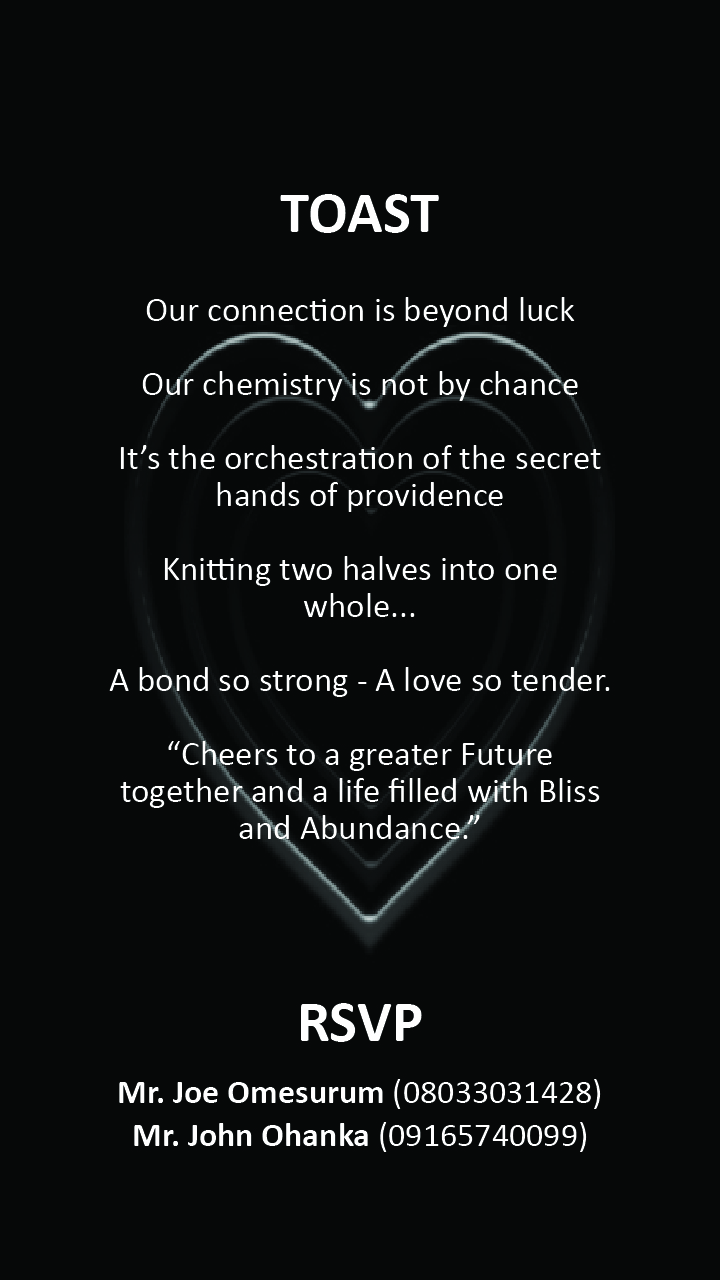 TOAST
Our connection is beyond luck
Our chemistry is not by chance
It’s the orchestration of the secret
hands of providence
Knitting two halves into one
whole...
A bond so strong - A love so tender.
“Cheers to a greater Future
together and a life filled with Bliss
and Abundance.”
RSVP
Mr. Joe Omesurum (08033031428)
Mr. John Ohanka (09165740099)